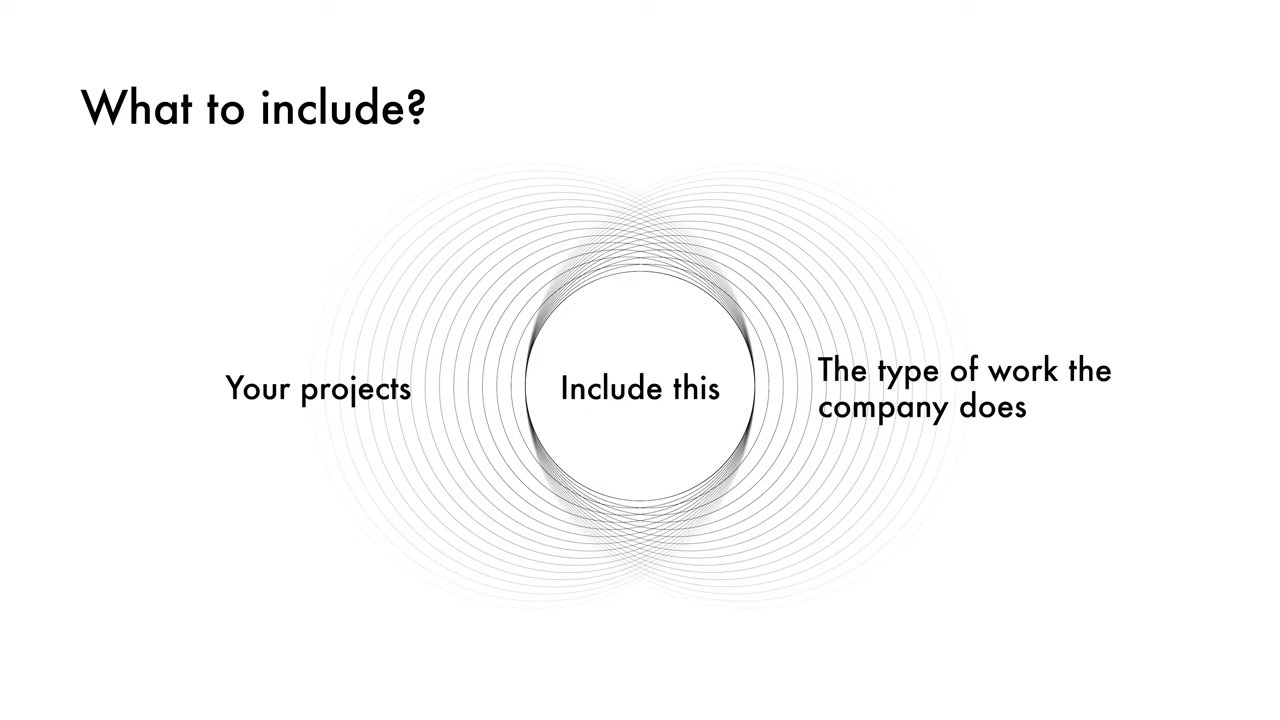 What to include?
Your projects
Include this
The type of work the
company does